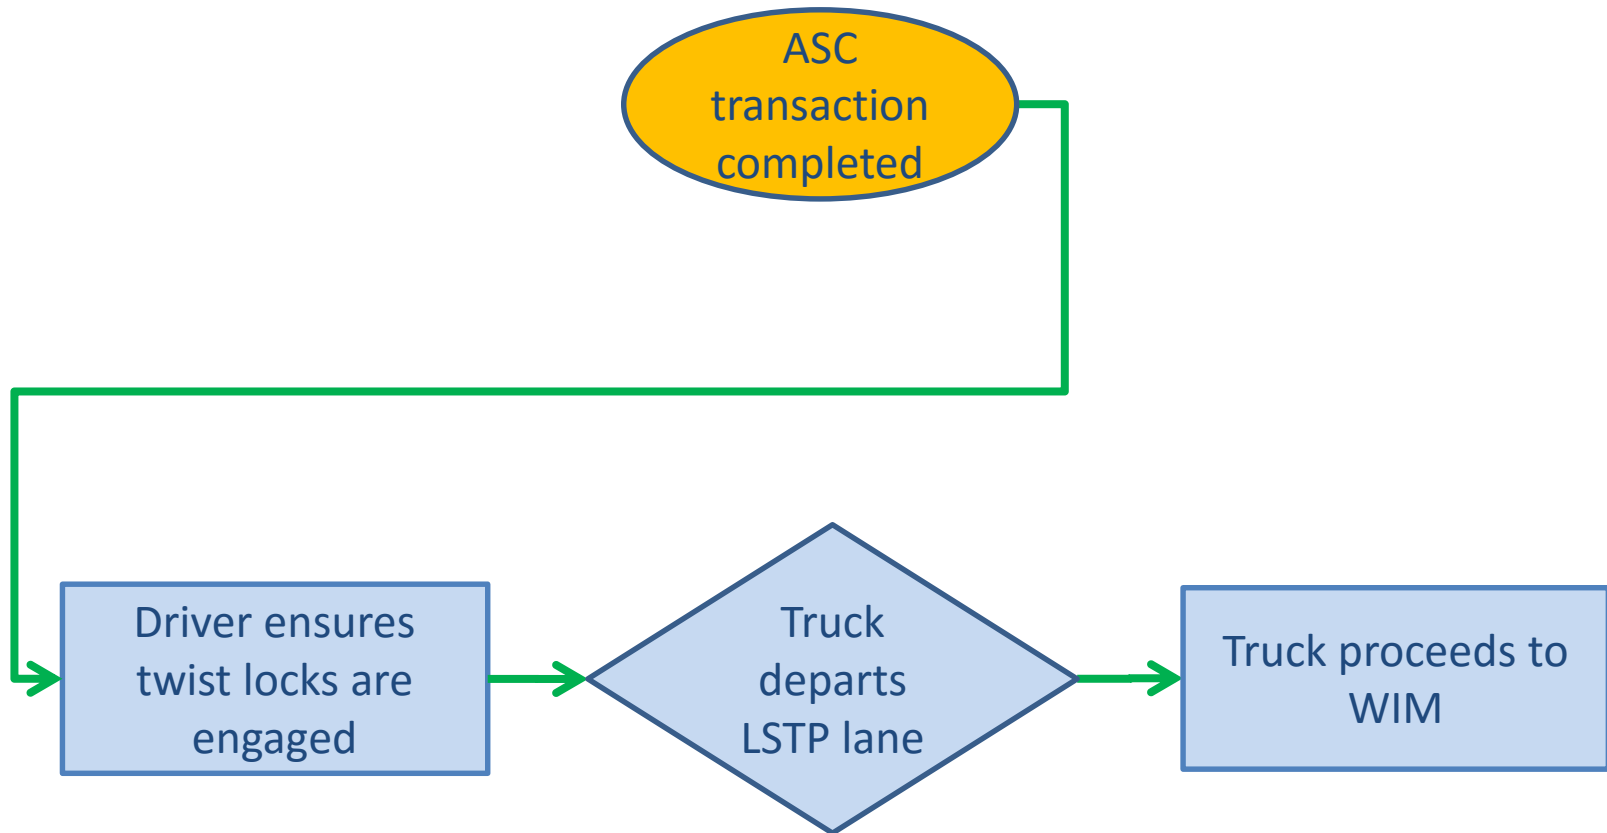 ASC
transaction
completed
Driver ensures
twist locks are
engaged
Truck
departs
LSTP lane
Truck proceeds to
WIM